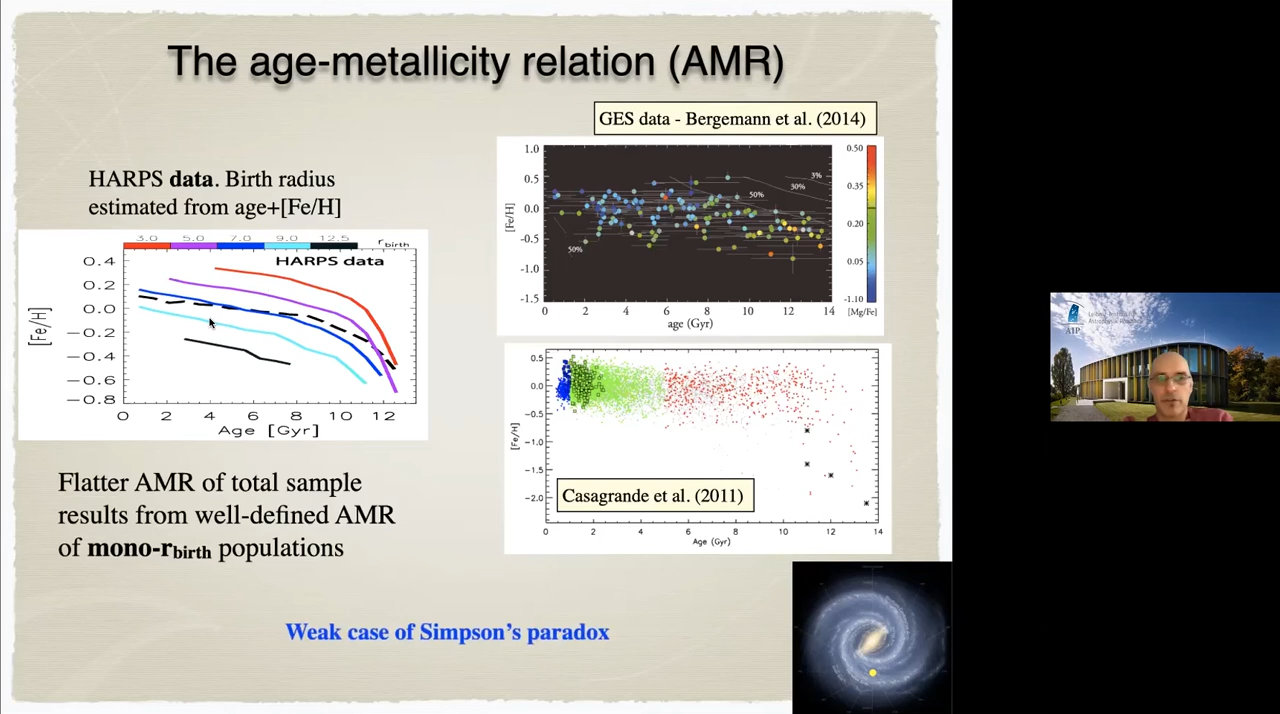 The age-metallicity relation (AMR)
GES data - Bergemann et al. (2014)
HARPS data. Birth radius
estimated from age+[Fe/H]
3.0 5.0 7.0 9.0 12.5 r birth
HARPS data
0.4
0.2
0.0
−0.2
−0.4
−0.6
−0.8
[Fe/H]
0 2 4 6 8 10 12
Age [Gyr]
1.0
0.5
0.0
-0.5
-1.0
-1.5
[Fe/H]
50%
50%
30%
3%
0 2 4 6 8 10 12 14
age (Gyr)
0.50
0.35
0.20
0.05
-1.10
[Mg/Fe]
0.5
0.0
−0.5
−1.0
−1.5
−2.0
[Fe/H]
Casagrande et al. (2011)
0 2 4 6 8 10 12 14
Age (Gyr)
Flatter AMR of total sample
results from well-defined AMR
of mono-rbirth populations
Weak case of Simpson's paradox
AIP